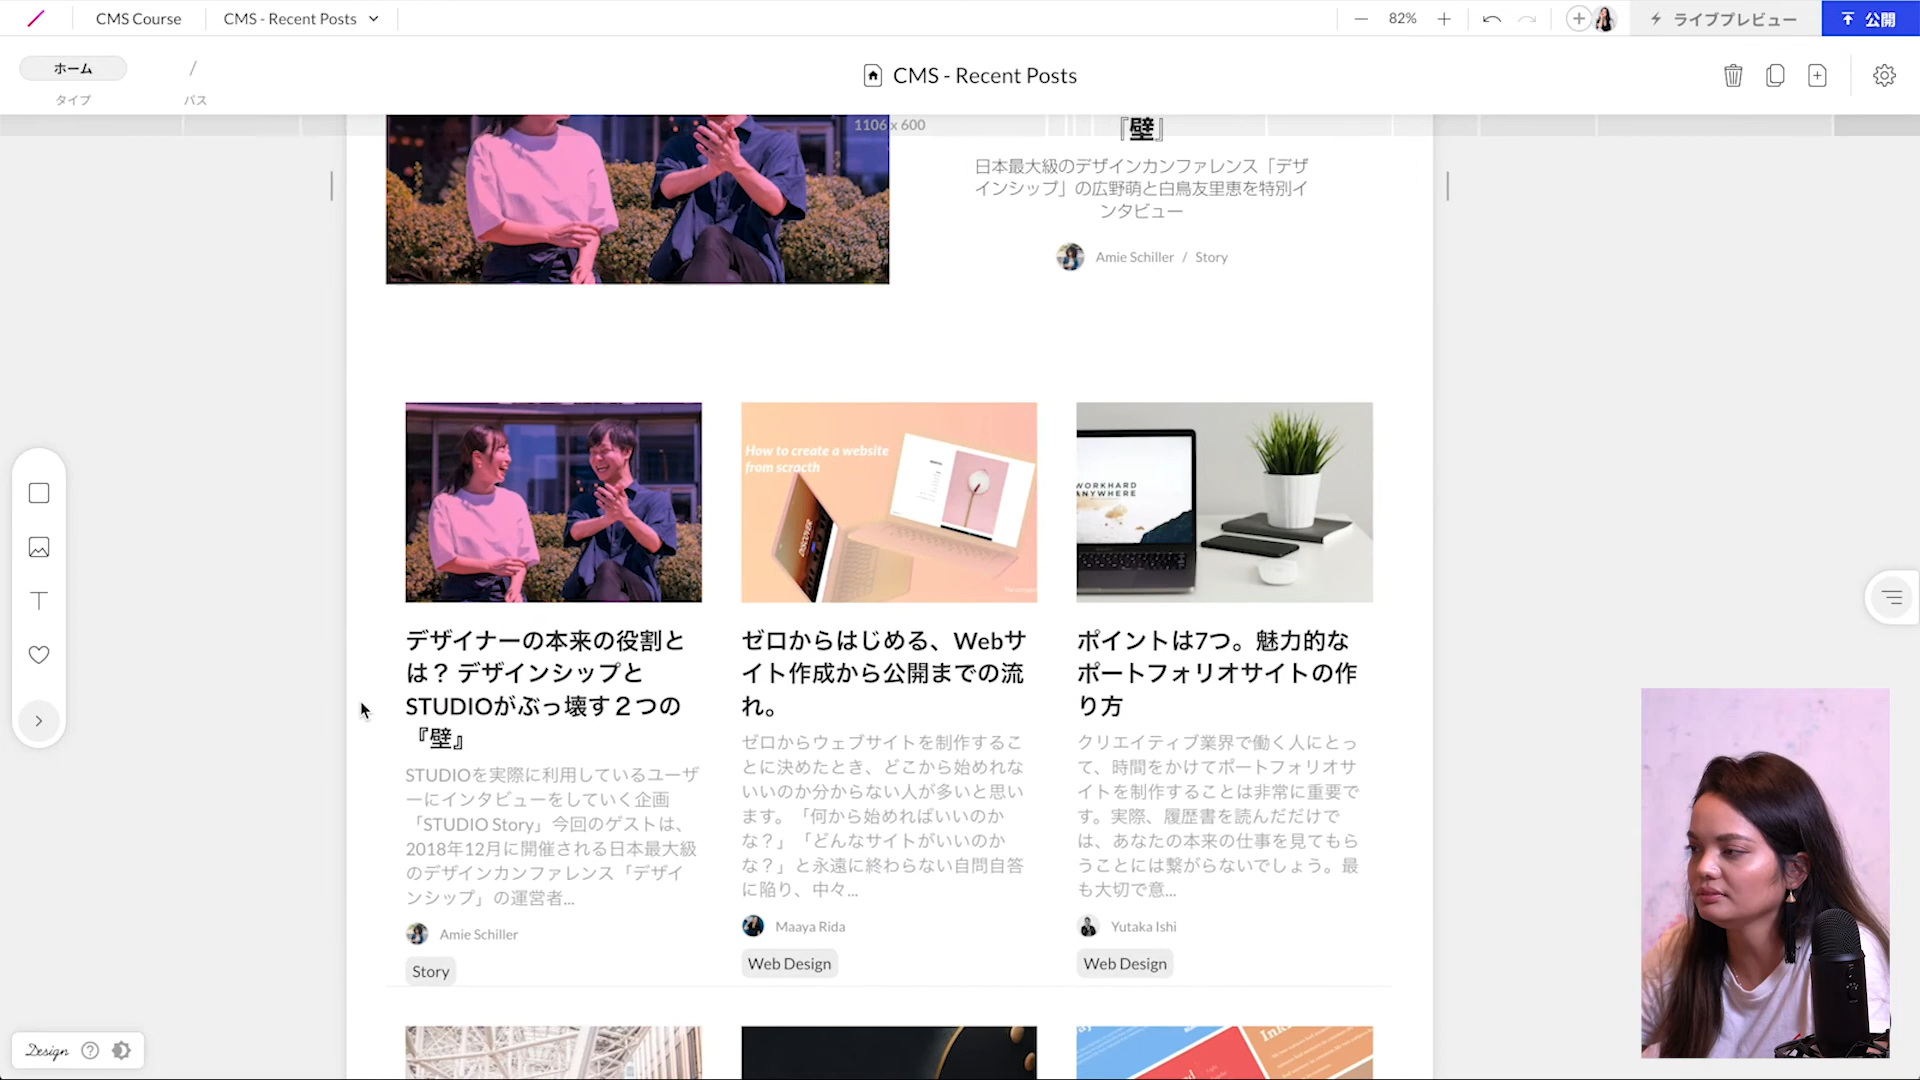 CMS Course
CMS - Recent Posts
82%
ライブプレビュー
公開
ホーム
タイプ
/
パス
CMS - Recent Posts
1106 x 600
『壁』
日本最大級のデザインカンファレンス「デザ
インシップ」の広野萌と白鳥友里恵を特別イ
ンタビュー
Amie Schiller / Story
How to create a website
from scracth
DISCOVER
WORKHARD
ANYWHERE
デザイナーの本来の役割と
は？ デザインシップと
STUDIOがぶっ壊す２つの
『壁』
STUDIOを実際に利用しているユーザ
ーにインタビューをしていく企画
「STUDIO Story」今回のゲストは、
2018年12月に開催される日本最大級
のデザインカンファレンス「デザイ
ンシップ」の運営者...
Amie Schiller
Story
ゼロからはじめる、Webサ
イト作成から公開までの流
れ。
ゼロからウェブサイトを制作するこ
とに決めたとき、どこから始めれな
いいのか分からない人が多いと思い
ます。「何から始めればいいのか
な？」「どんなサイトがいいのか
な？」と永遠に終わらない自問自答
に陥り、中々...
Maaya Rida
Web Design
ポイントは7つ。魅力的な
ポートフォリオサイトの作
り方
クリエイティブ業界で働く人にとっ
て、時間をかけてポートフォリオサ
イトを制作することは非常に重要で
す。実際、履歴書を読んだだけで
は、あなたの本来の仕事を見てもら
うことには繋がらないでしょう。最
も大切で意...
Yutaka Ishi
Web Design
Design